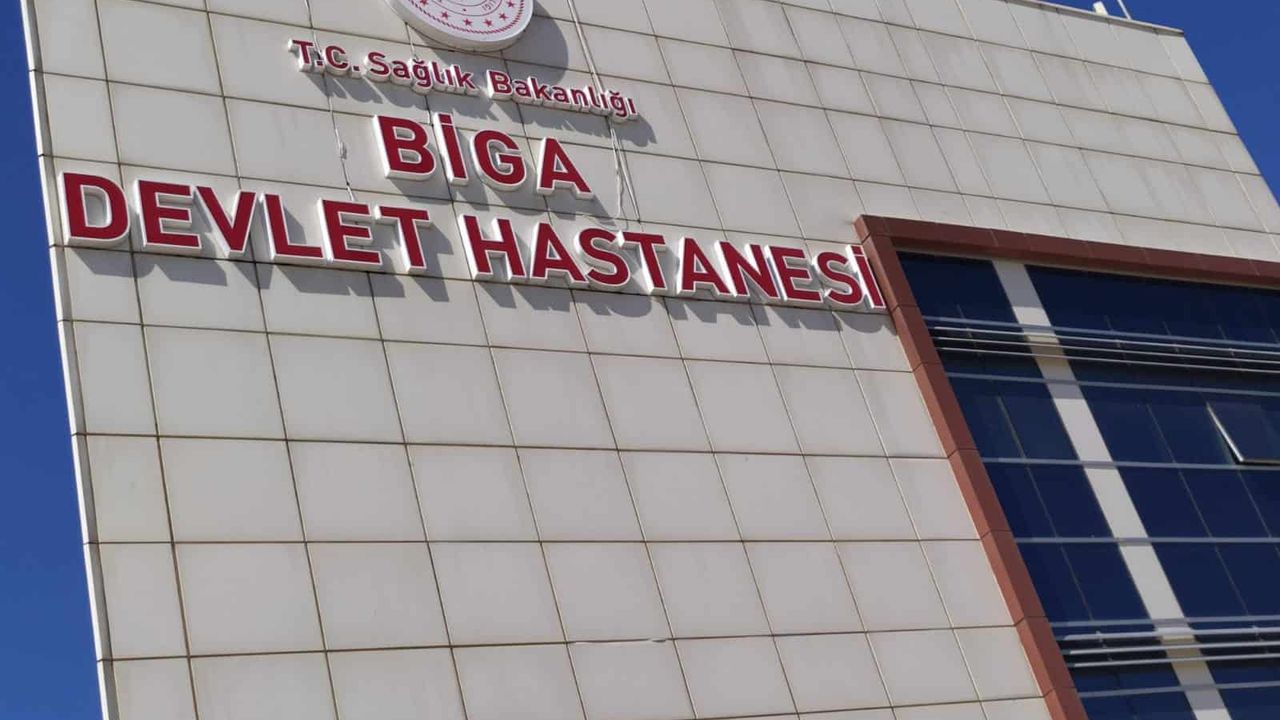 T.C. Sağlık Bakanlığı
BİGA
DEVLET HASTANESİ